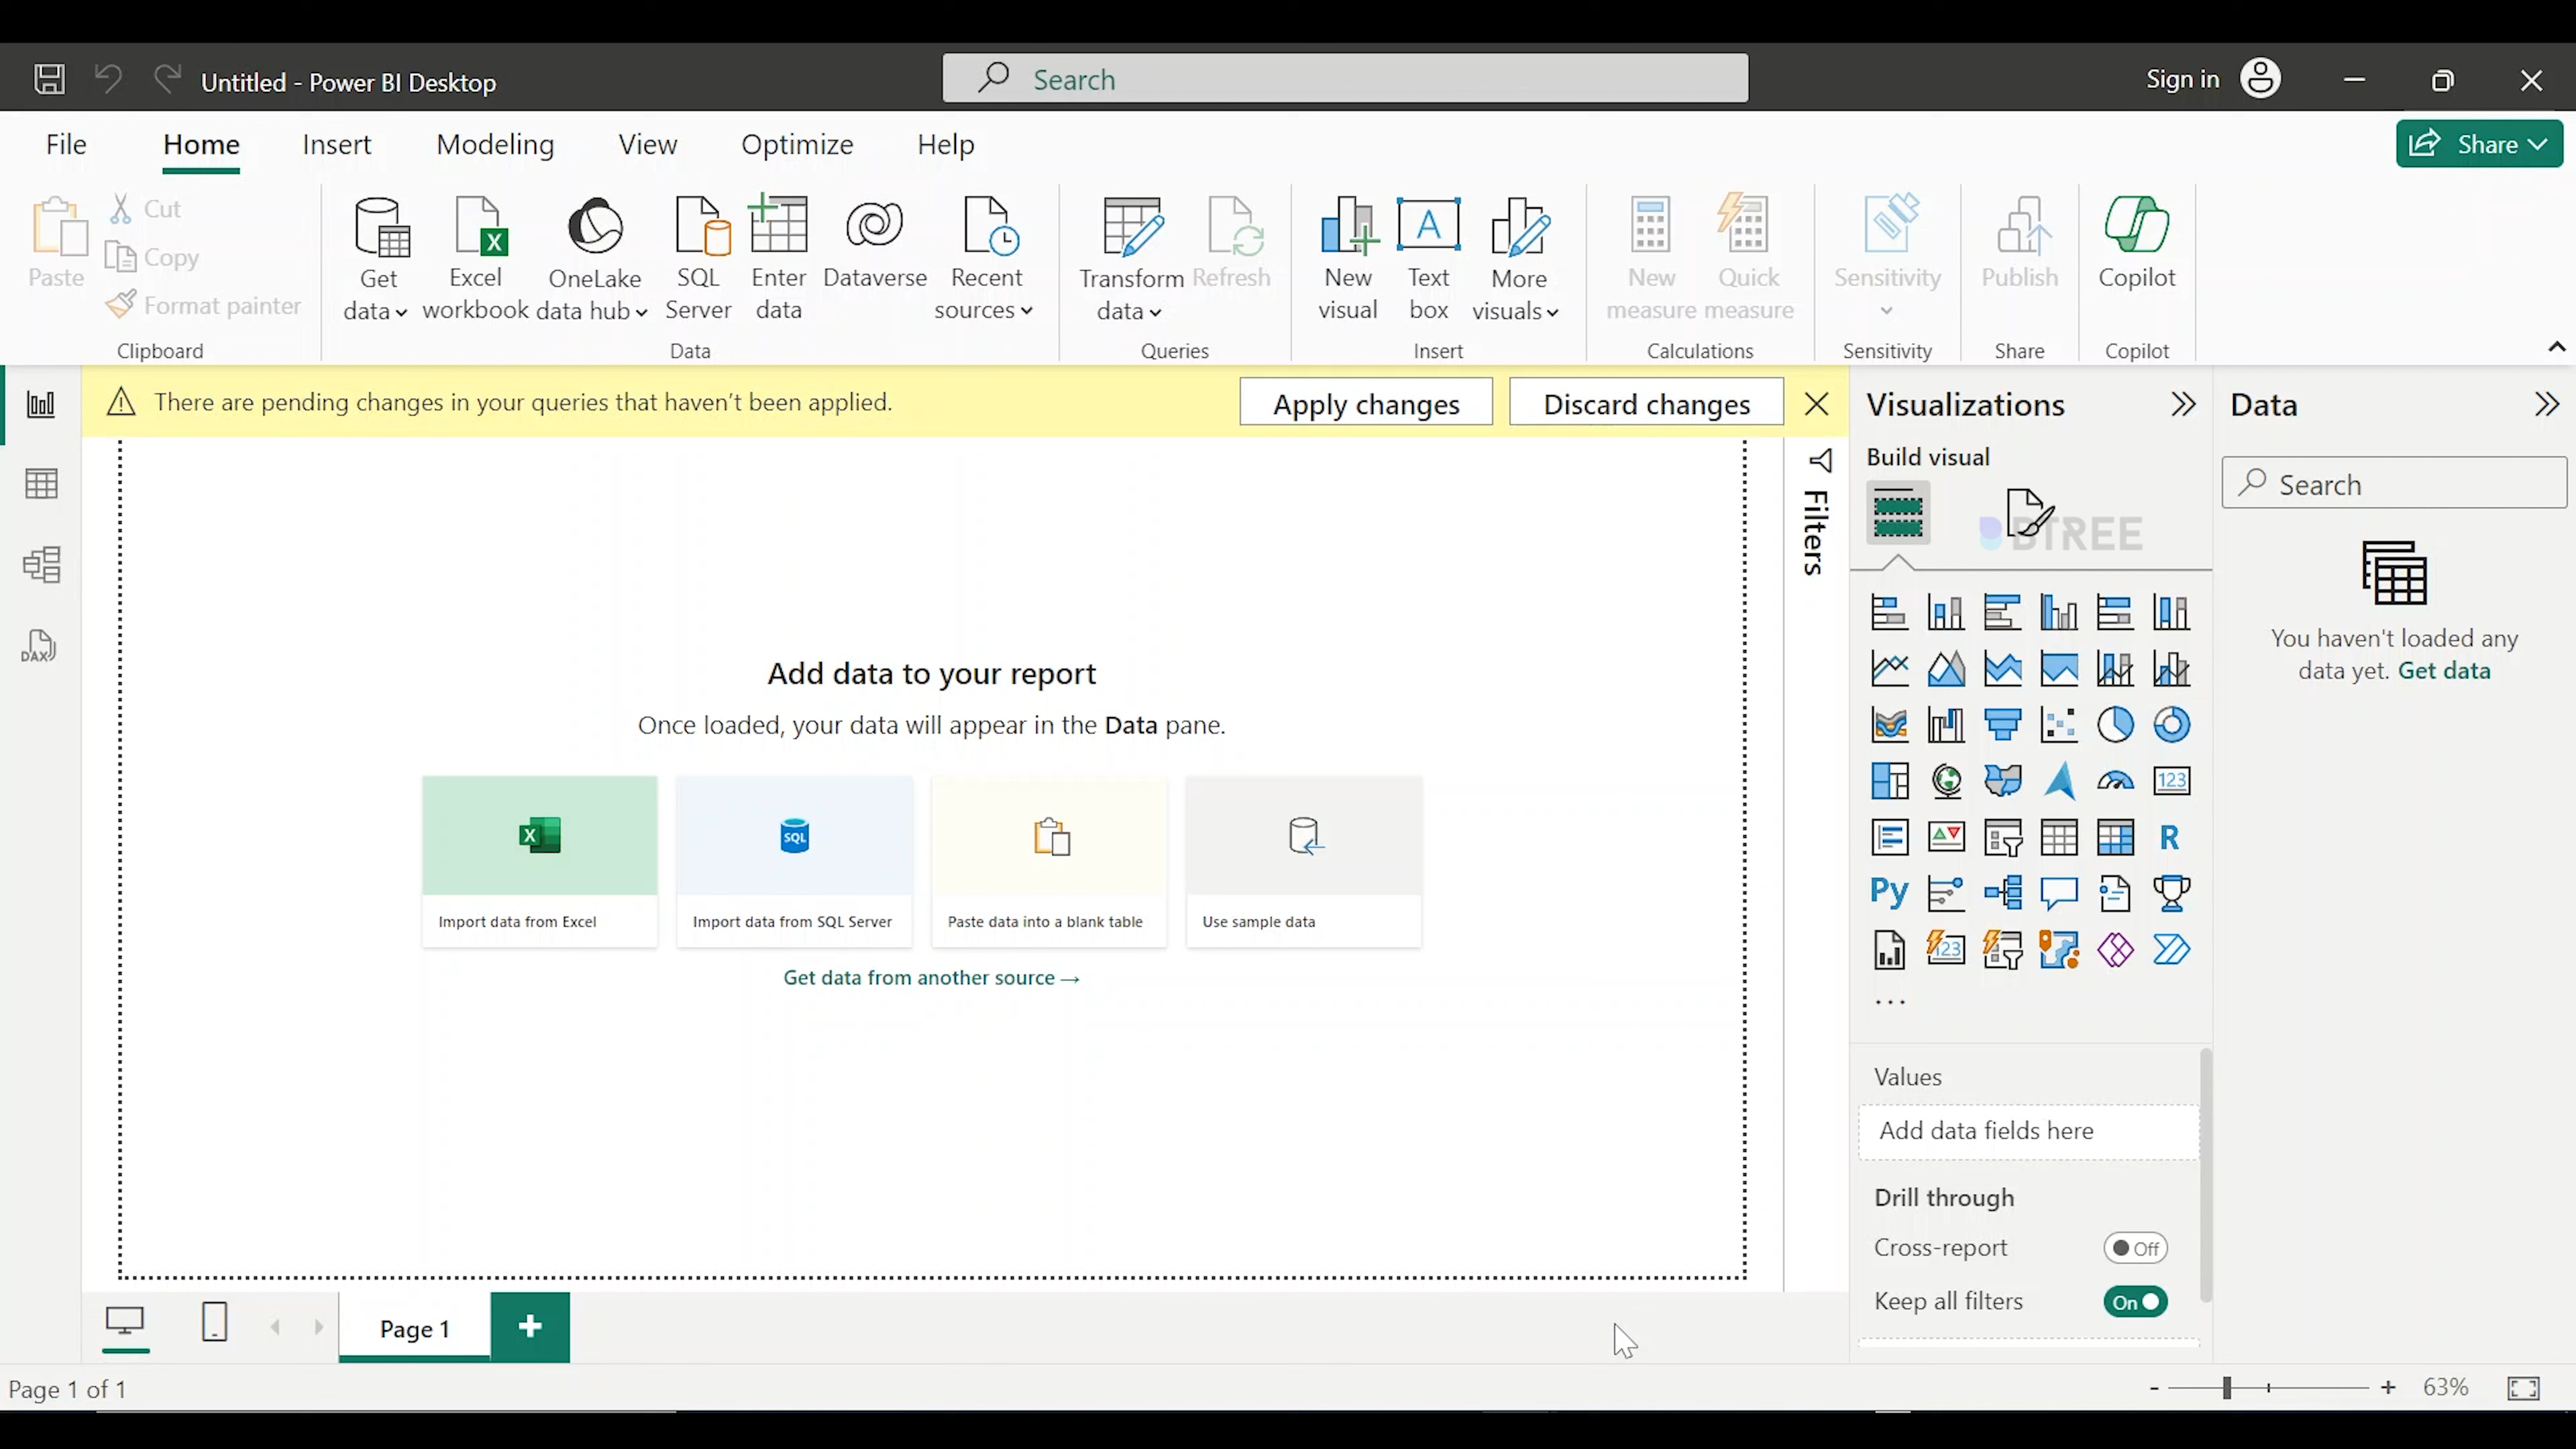 Untitled - Power BI Desktop
Search
Sign in
File
Home
Insert
Modeling
View
Optimize
Help
Share
Paste
Cut
Copy
Format painter
Clipboard
Get
data
Excel
workbook
OneLake
data hub
SQL
Server
Enter
data
Dataverse
Recent
sources
Data
Transform
data
Refresh
Queries
New
visual
A
Text
box
More
visuals
Insert
New
measure
Quick
measure
Calculations
Sensitivity
Sensitivity
Publish
Share
Copilot
Copilot
There are pending changes in your queries that haven't been applied.
Apply changes
Discard changes
DAX
Add data to your report
Once loaded, your data will appear in the Data pane.
X
Import data from Excel
SQL
Import data from SQL Server
Paste data into a blank table
Use sample data
Get data from another source →
Filters
Visualizations
Build visual
BTREE
123
R
Py
123
...
Values
Add data fields here
Drill through
Cross-report
Off
Keep all filters
On
Data
Search
You haven't loaded any
data yet. Get data
Page 1
+
Page 1 of 1
- + 63%